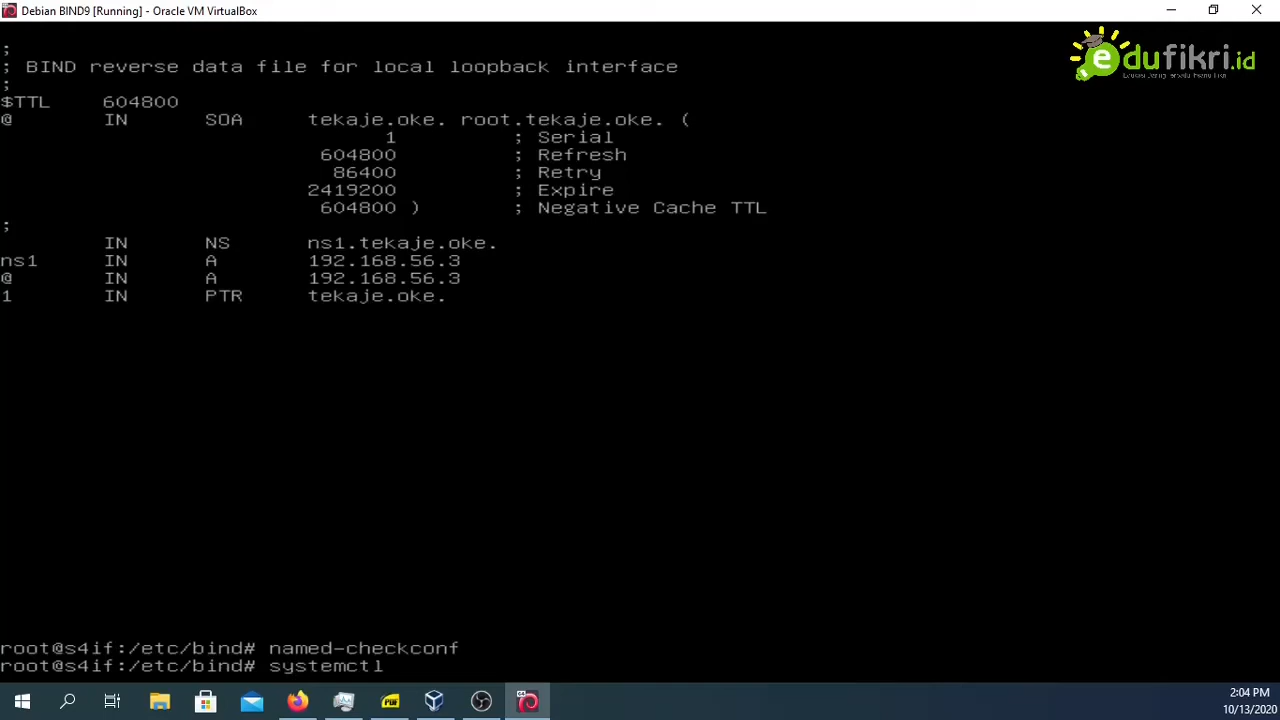 Debian BIND9 [Running] - Oracle VM VirtualBox
edufikri.id
;
; BIND reverse data file for local loopback interface
;
$TTL 604800
@ IN SOA tekaje.oke. root.tekaje.oke. (
1 ; Serial
604800 ; Refresh
86400 ; Retry
2419200 ; Expire
604800 ) ; Negative Cache TTL
;
IN NS ns1.tekaje.oke.
ns1 IN A 192.168.56.3
@ IN A 192.168.56.3
1 IN PTR tekaje.oke.
root@s4if:/etc/bind# named-checkconf
root@s4if:/etc/bind# systemctl
PDF
2:04 PM
10/13/2020